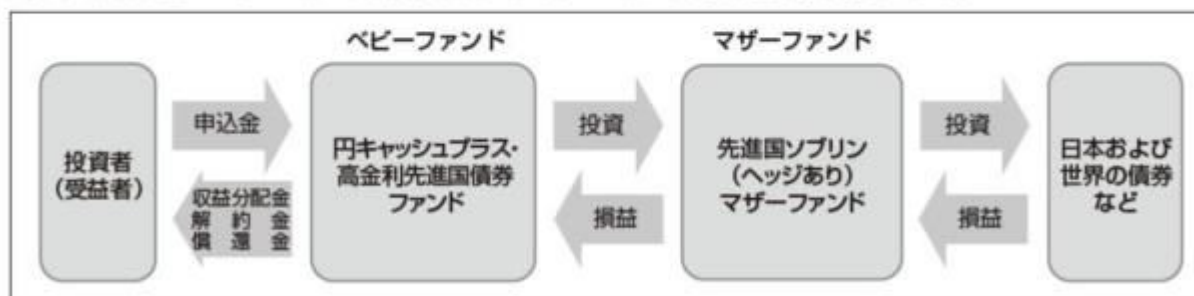 ベビーファンド
マザーファンド
投資者
（受益者）
申込金
収益分配金
解約金
償還金
円キャッシュプラス・
高金利先進国債券
ファンド
投資
損益
先進国ソブリン
（ヘッジあり）
マザーファンド
投資
損益
日本および
世界の債券
など